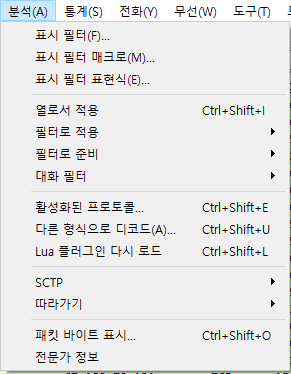 분석(A) 통계(S) 전화(Y) 무선(W) 도구(T)
표시 필터(F)...
표시 필터 매크로(M)...
표시 필터 표현식(E)...
열로서 적용 Ctrl+Shift+I
필터로 적용
필터로 준비
대화 필터
활성화된 프로토콜... Ctrl+Shift+E
다른 형식으로 디코드(A)... Ctrl+Shift+U
Lua 플러그인 다시 로드 Ctrl+Shift+L
SCTP
따라가기
패킷 바이트 표시... Ctrl+Shift+O
전문가 정보